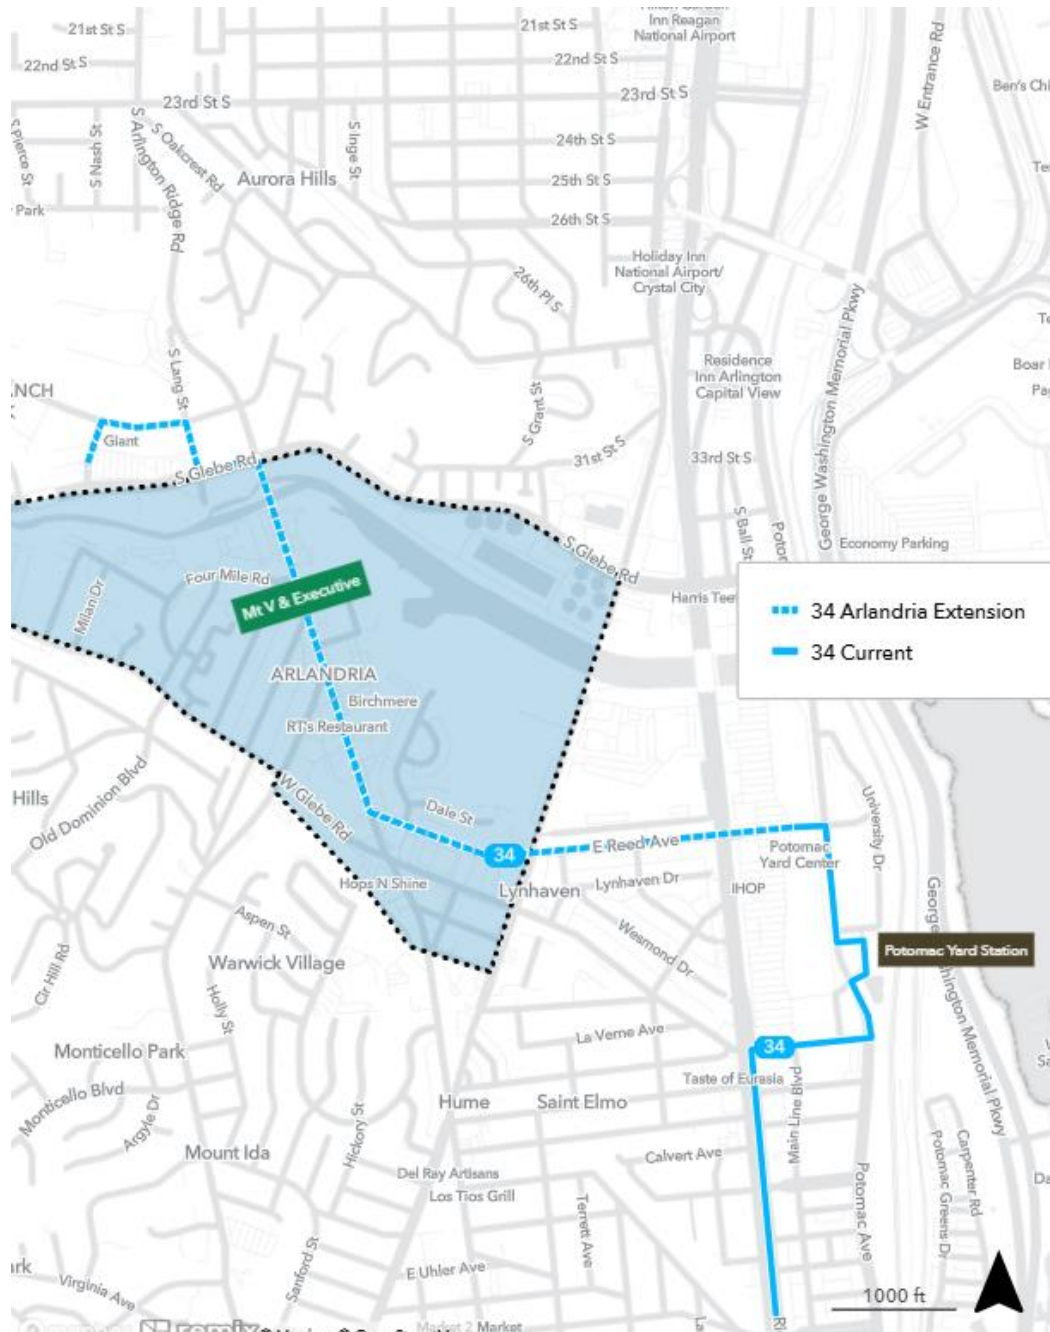 Inn Reagan
National Airport
21st St S
21st St S
22nd St S
22nd St S
23rd St S
23rd St S
W Entrance Rd
S Pierce St
S Nash St
S Arlington Ridge Rd
S Oakcrest Rd
S Inge St
24th St S
Aurora Hills
25th St S
Park
26th St S
Holiday Inn
National Airport/
Crystal City
26th Pl S
George Washington Memorial Pkwy
S Lang St
Residence
Inn Arlington
Capital View
Boar
NCH
S Grant St
Giant
S Glebe Rd
31st St S
33rd St S
S Ball St
Economy Parking
S Glebe Rd
Four Mile Rd
Milan Dr
Mt V & Executive
Harris Teet
34 Arlandria Extension
34 Current
ARLANDRIA
Birchmere
RT's Restaurant
Hills
Old Dominion Blvd
W Glebe Rd
Dale St
University Dr
34
E Reed Ave
Potomac
Yard Center
Hops N Shine
Lynhaven
Lynhaven Dr
IHOP
Aspen St
Wesmond Dr
George Washington Memorial Pkwy
Potomac Yard Station
Cir Hill Rd
Warwick Village
Holly St
La Verne Ave
34
Monticello Park
Taste of Eurasia
Main Line Blvd
Monticello Blvd
Argyle Dr
Hume
Saint Elmo
Hickory St
Mount Ida
Calvert Ave
Del Ray Artisans
Los Tios Grill
Terrett Ave
Potomac Ave
Potomac Greens Dr
Carpenter Rd
Sanford St
E Uhler Ave
Virginia Ave
1000 ft